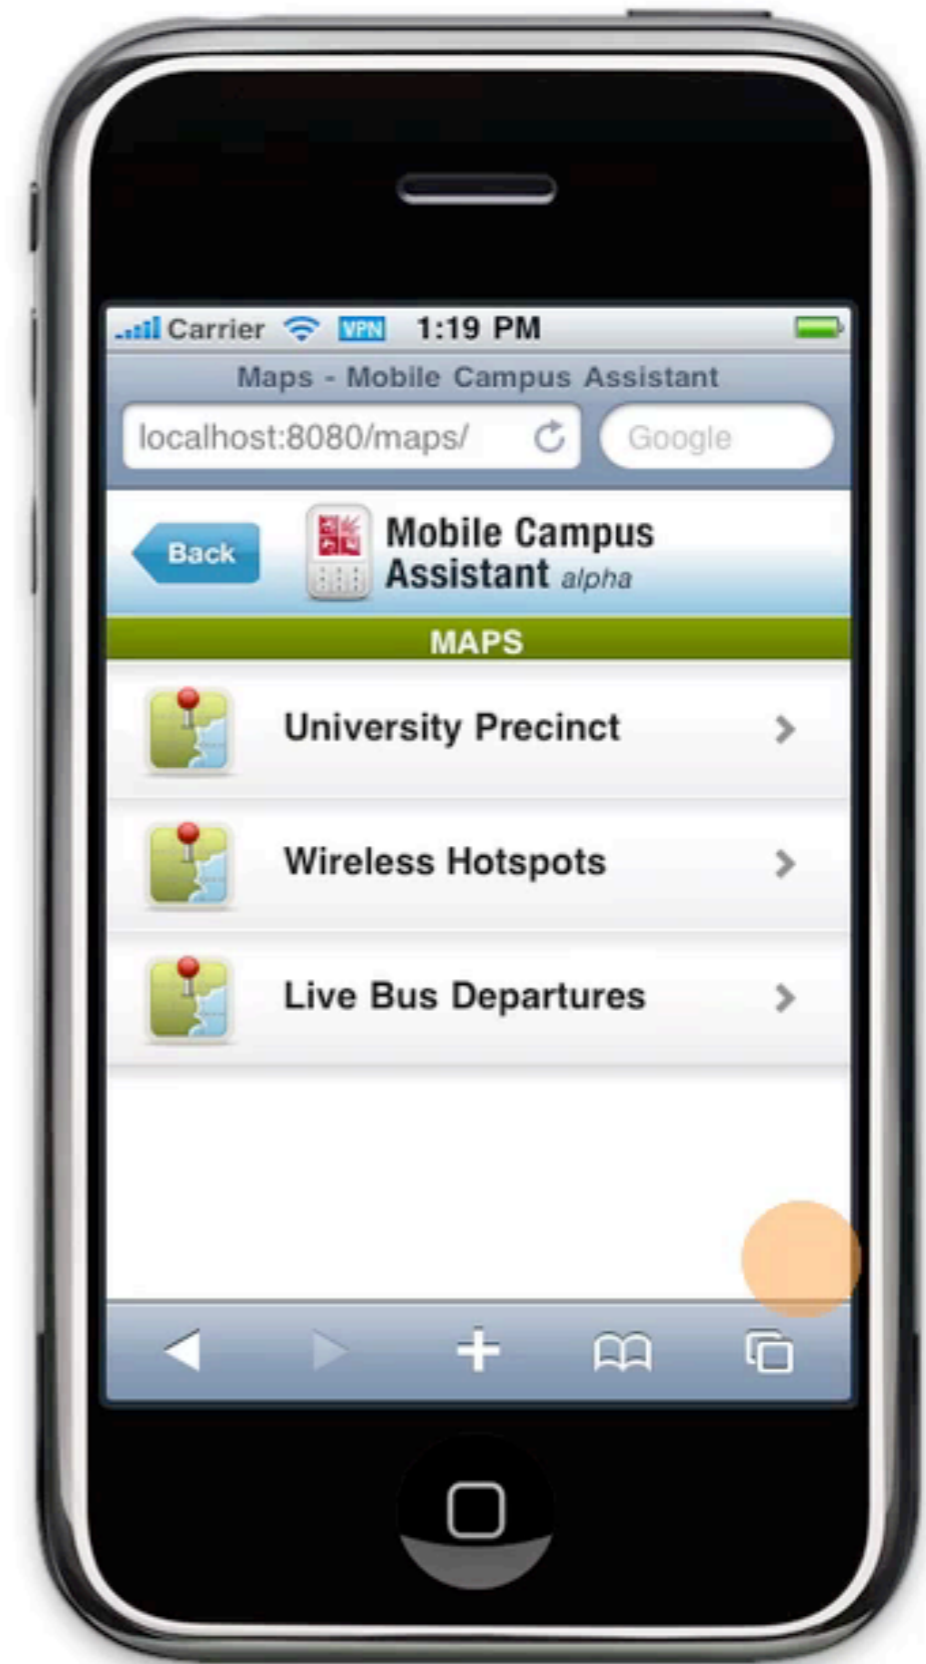 Carrier VPN 1:19 PM
Maps - Mobile Campus Assistant
localhost:8080/maps/ Google
Back
Mobile Campus
Assistant alpha
MAPS
University Precinct
Wireless Hotspots
Live Bus Departures